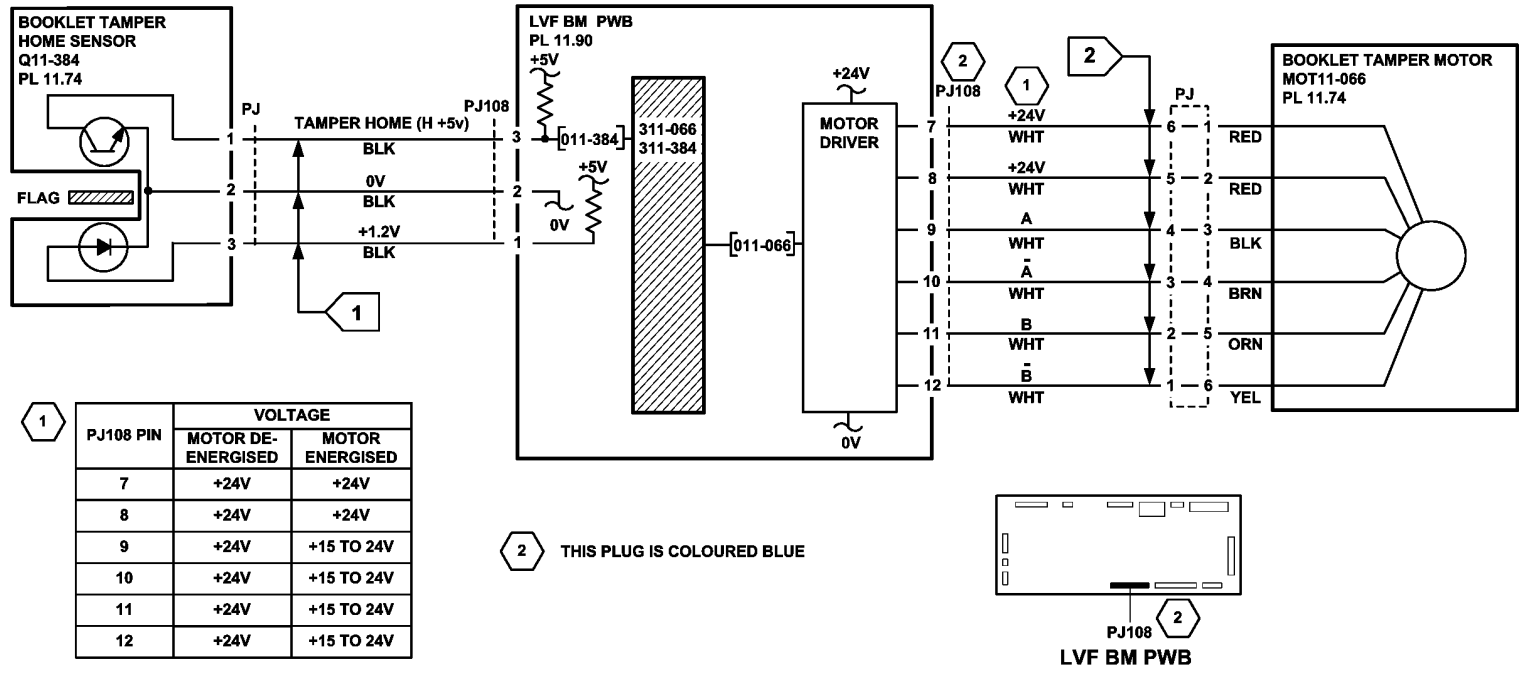 BOOKLET TAMPER
HOME SENSOR
Q11-384
PL 11.74
FLAG
1
2
3
PJ
TAMPER HOME (H +5v)
BLK
0V
BLK
+1.2V
BLK
1
PJ108
3
2
1
LVF BM PWB
PL 11.90
+5V
011-384
+5V
0V
311-066
311-384
011-066
+24V
MOTOR
DRIVER
0V
7
8
9
10
11
12
2
PJ108
1
+24V
WHT
+24V
WHT
A
WHT
A̅
WHT
B
WHT
B̅
WHT
2
PJ
6 1
5 2
4 3
3 4
2 5
1 6
RED
RED
BLK
BRN
ORN
YEL
BOOKLET TAMPER MOTOR
MOT11-066
PL 11.74
1
PJ108 PIN
VOLTAGE
MOTOR DE-
ENERGISED
MOTOR
ENERGISED
7 +24V +24V
8 +24V +24V
9 +24V +15 TO 24V
10 +24V +15 TO 24V
11 +24V +15 TO 24V
12 +24V +15 TO 24V
2 THIS PLUG IS COLOURED BLUE
PJ108
2
LVF BM PWB